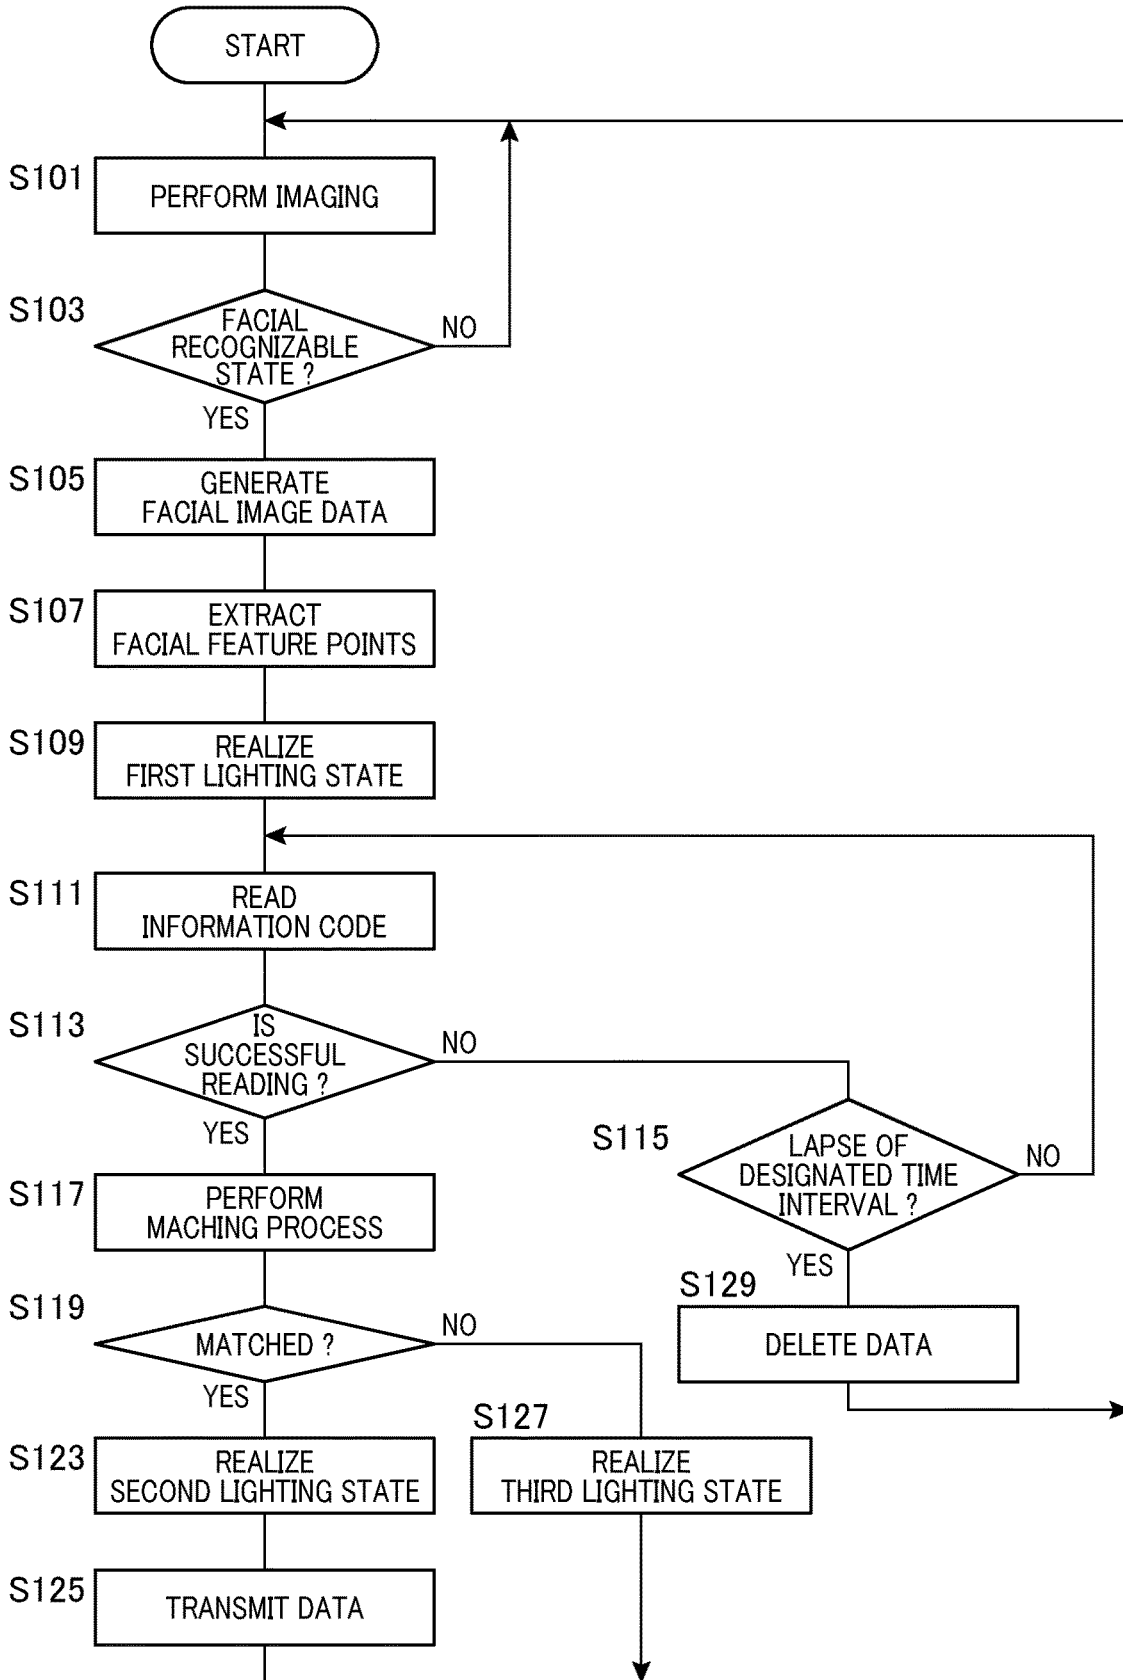 START
S101
PERFORM IMAGING
S103
FACIAL
RECOGNIZABLE
STATE ?
NO
YES
S105
GENERATE
FACIAL IMAGE DATA
S107
EXTRACT
FACIAL FEATURE POINTS
S109
REALIZE
FIRST LIGHTING STATE
S111
READ
INFORMATION CODE
S113
IS
SUCCESSFUL
READING ?
NO
YES
S115
LAPSE OF
DESIGNATED TIME
INTERVAL ?
NO
YES
S117
PERFORM
MACHING PROCESS
S129
DELETE DATA
S119
MATCHED ?
NO
YES
S127
REALIZE
THIRD LIGHTING STATE
S123
REALIZE
SECOND LIGHTING STATE
S125
TRANSMIT DATA